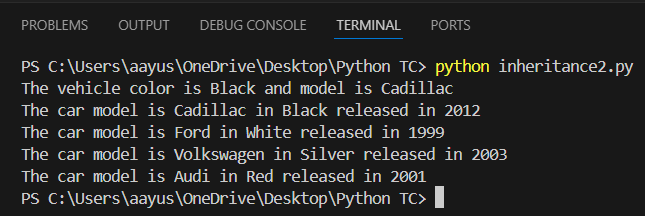 PROBLEMS OUTPUT DEBUG CONSOLE TERMINAL PORTS
PS C:\Users\aayus\OneDrive\Desktop\Python TC> python inheritance2.py
The vehicle color is Black and model is Cadillac
The car model is Cadillac in Black released in 2012
The car model is Ford in White released in 1999
The car model is Volkswagen in Silver released in 2003
The car model is Audi in Red released in 2001
PS C:\Users\aayus\OneDrive\Desktop\Python TC>